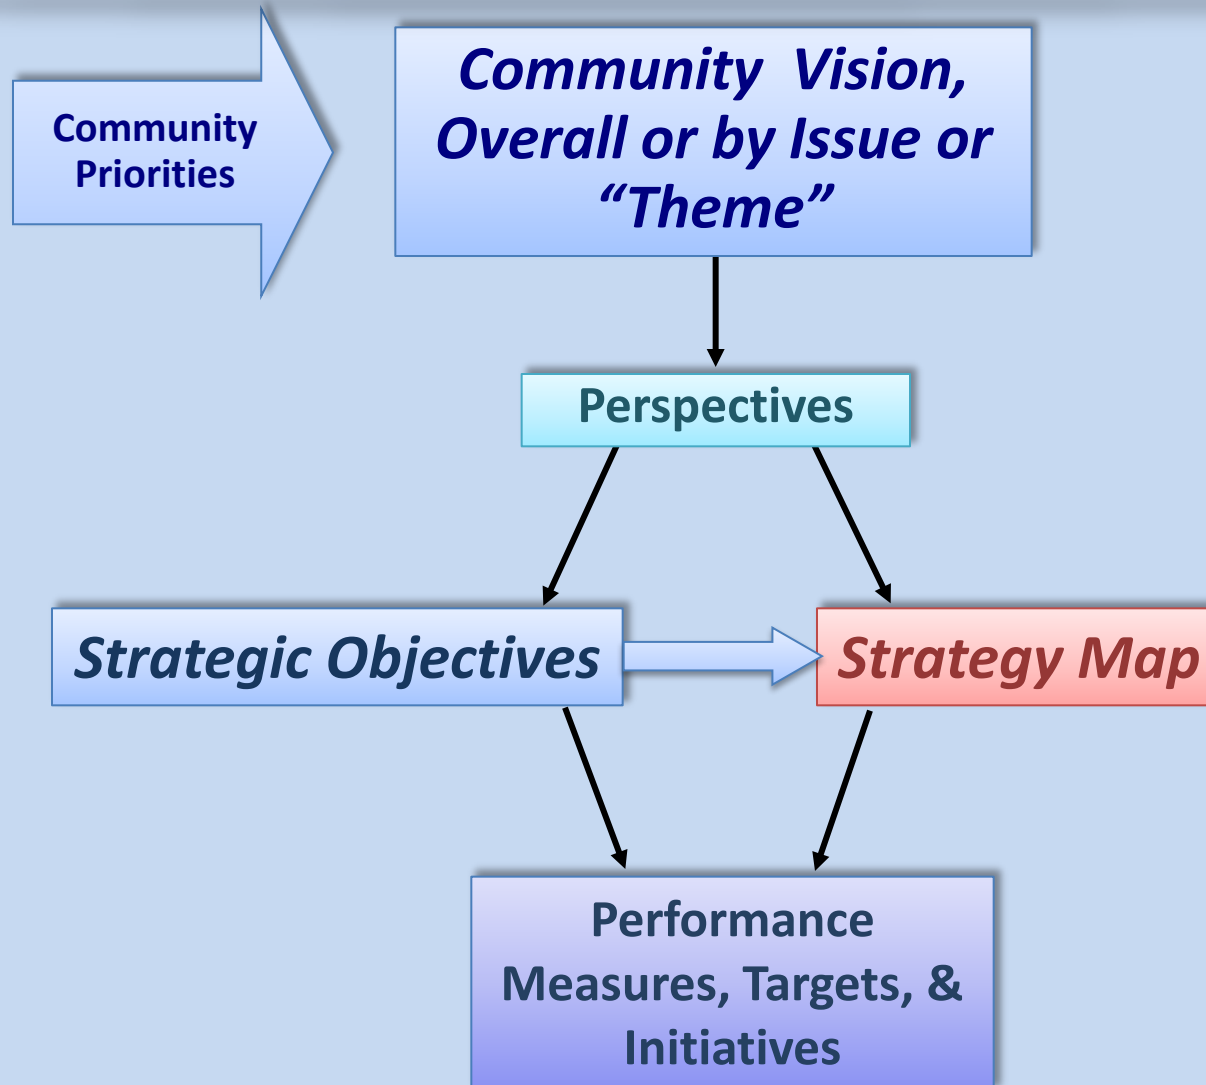 Community
Priorities
Community  Vision,
Overall or by Issue or
“Theme”
Perspectives
Strategic Objectives
Strategy Map
Performance
Measures, Targets, &
Initiatives